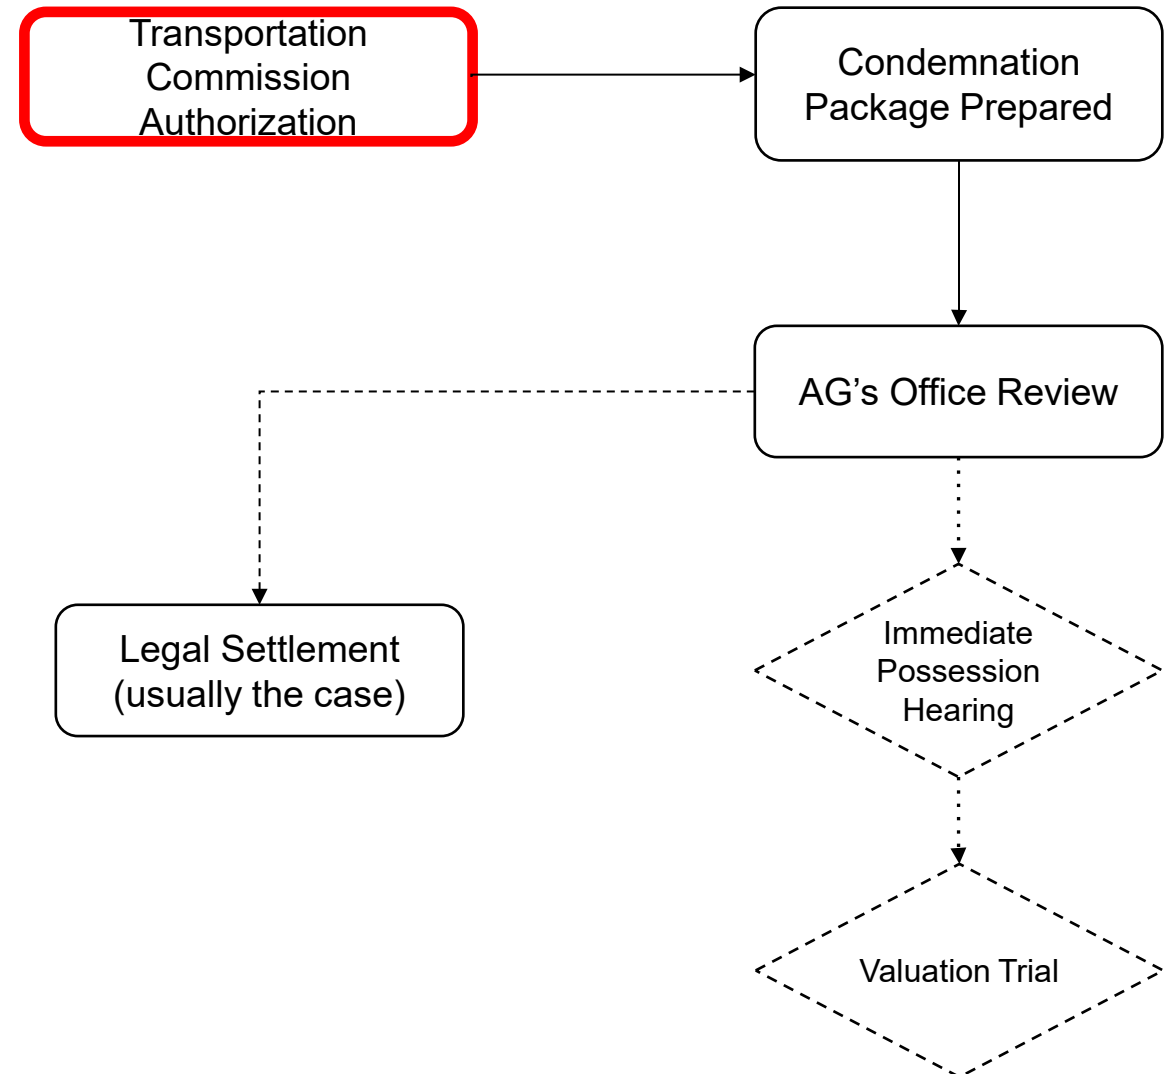 Transportation
Commission
Authorization
Condemnation
Package Prepared
AG’s Office Review
Legal Settlement
(usually the case)
Immediate
Possession
Hearing
Valuation Trial